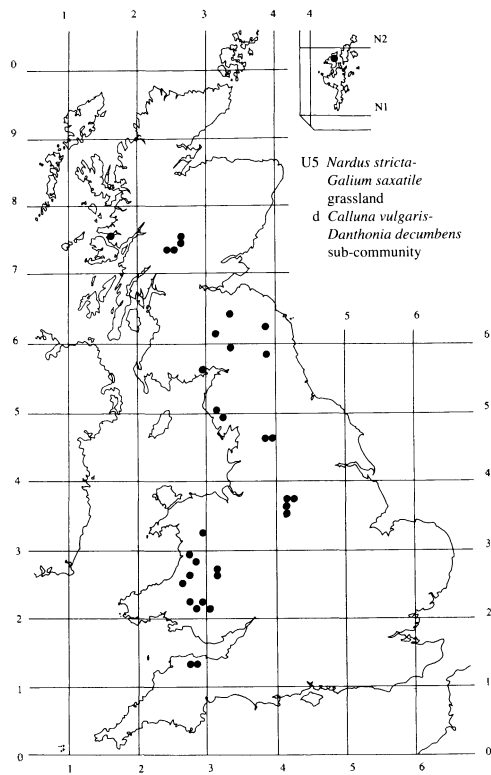 0 1 2 3 4 4
N2
N1
0
9
8
7
U5 Nardus stricta-
Galium saxatile
grassland
d Calluna vulgaris-
Danthonia decumbens
sub-community
5 6
6 6
5 5
4 4
3 3
2 2
1 1
0 0
1 2 3 4 5 6